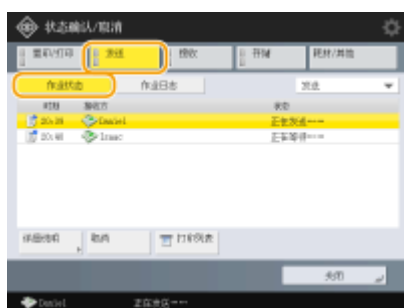 状态确认/取消
复印/打印 发送 接收 存储 耗材/其他
作业状态 作业日志 发送
时间 接收方 状态
20:39 Daniel 正在发送……
20:40 Isaac 正在等待……
详细信息 取消 打印列表
关闭
Daniel 正在发送……